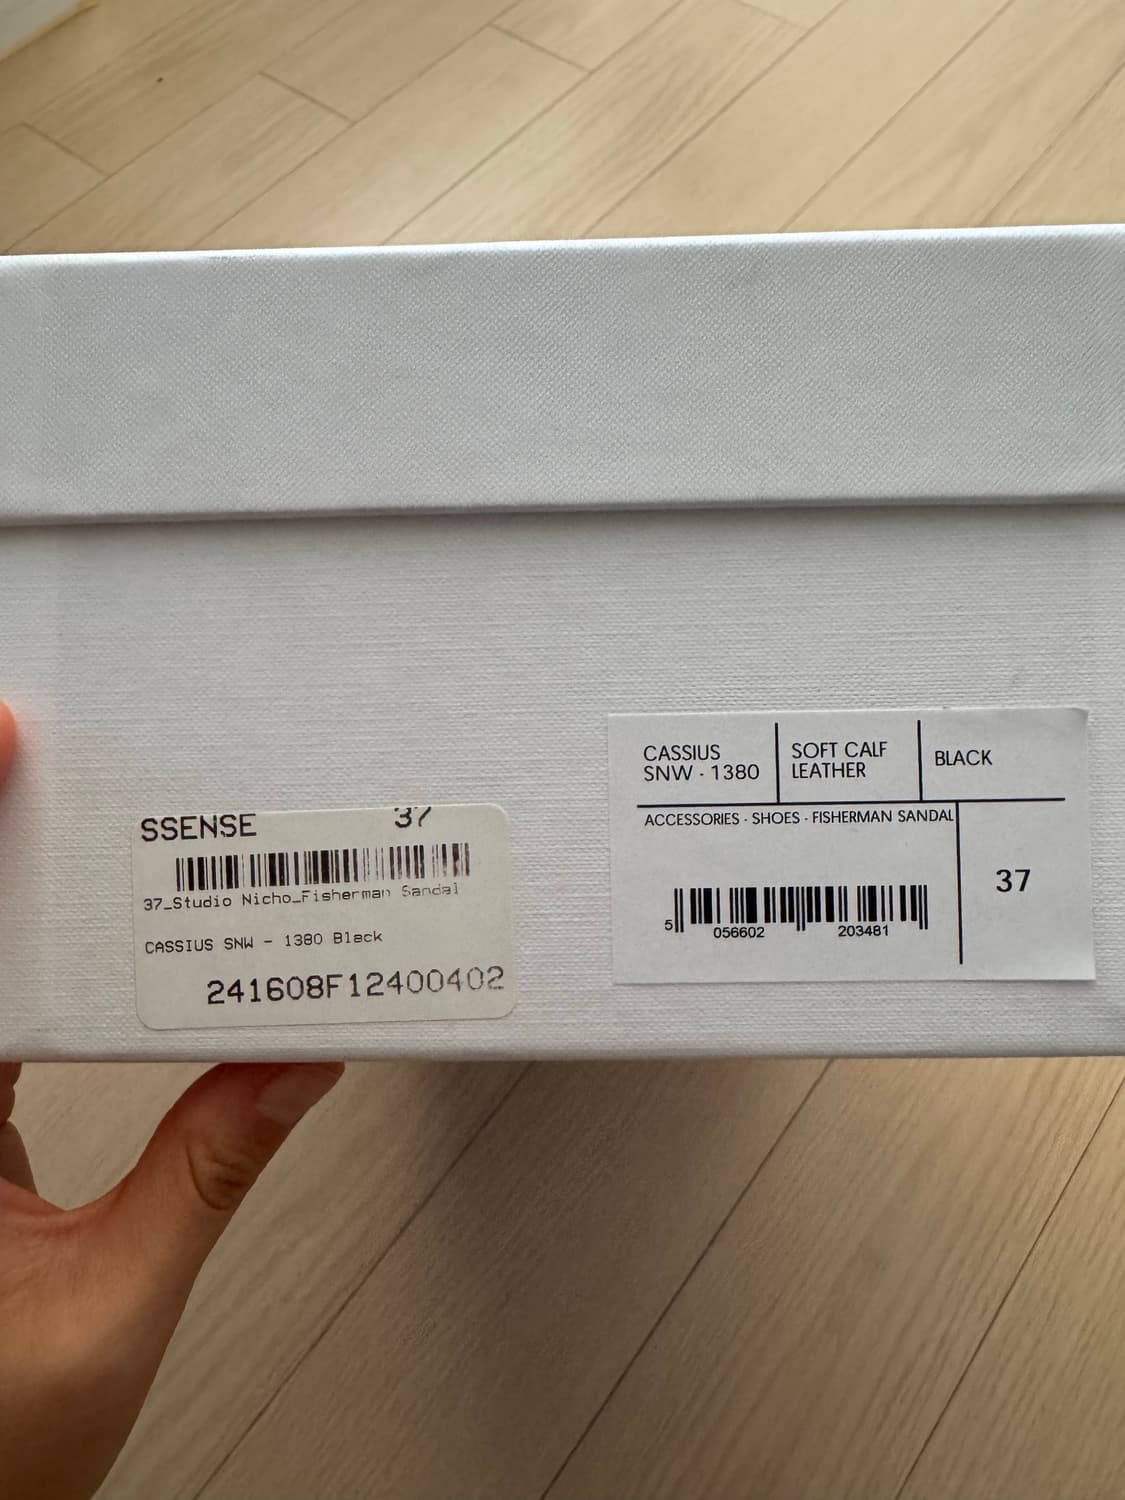 SSENSE 37
37_Studio Nicho_Fisherman Sandal
CASSIUS SNW - 1380 Black
241608F12400402
CASSIUS
SNW · 1380
SOFT CALF
LEATHER
BLACK
ACCESSORIES · SHOES · FISHERMAN SANDAL
37
5 056602 203481